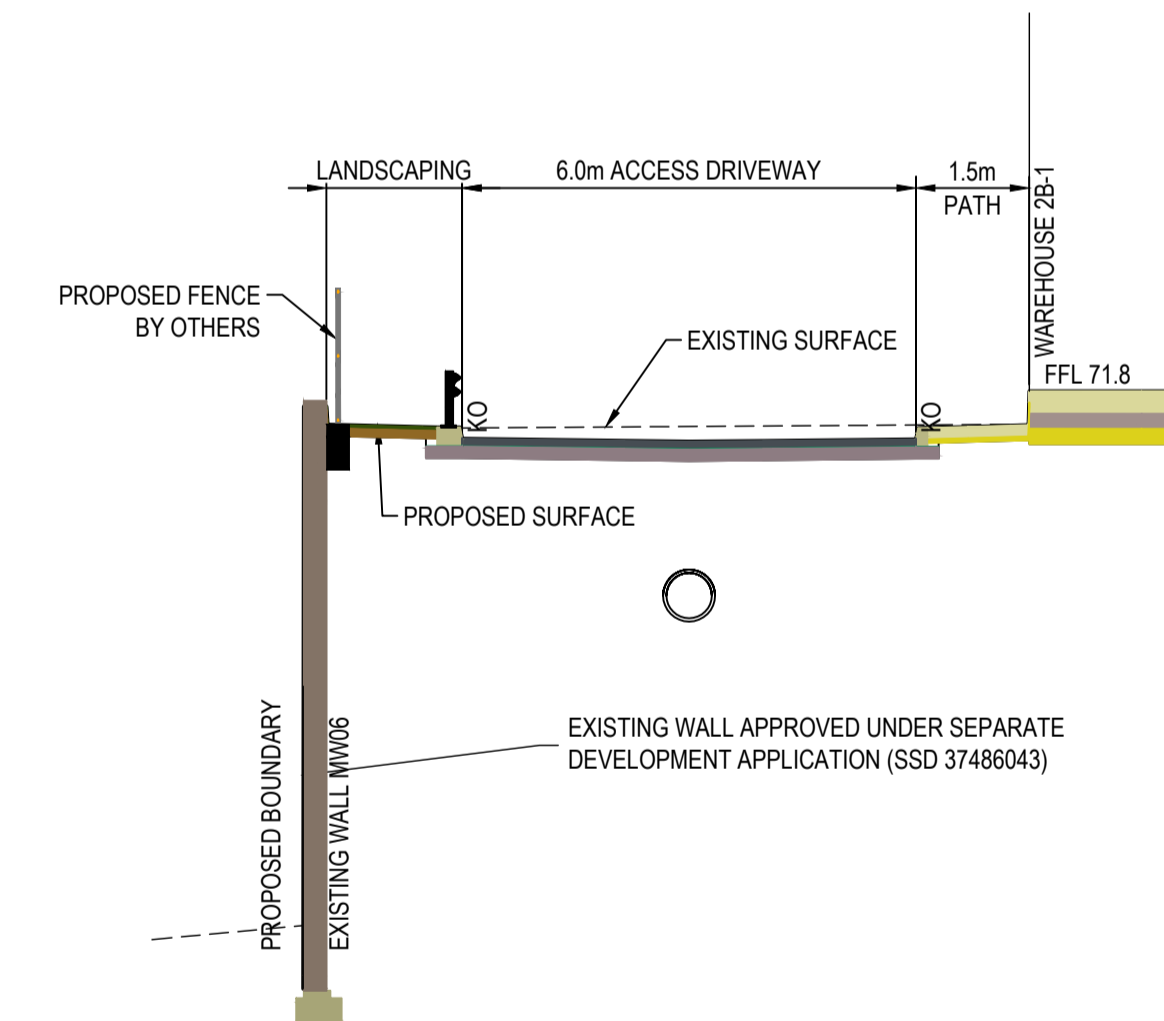 LANDSCAPING
6.0m ACCESS DRIVEWAY
1.5m
PATH
WAREHOUSE 2B-1
PROPOSED FENCE
BY OTHERS
EXISTING SURFACE
FFL 71.8
KO
KO
PROPOSED SURFACE
PROPOSED BOUNDARY
EXISTING WALL MW06
EXISTING WALL APPROVED UNDER SEPARATE
DEVELOPMENT APPLICATION (SSD 37486043)